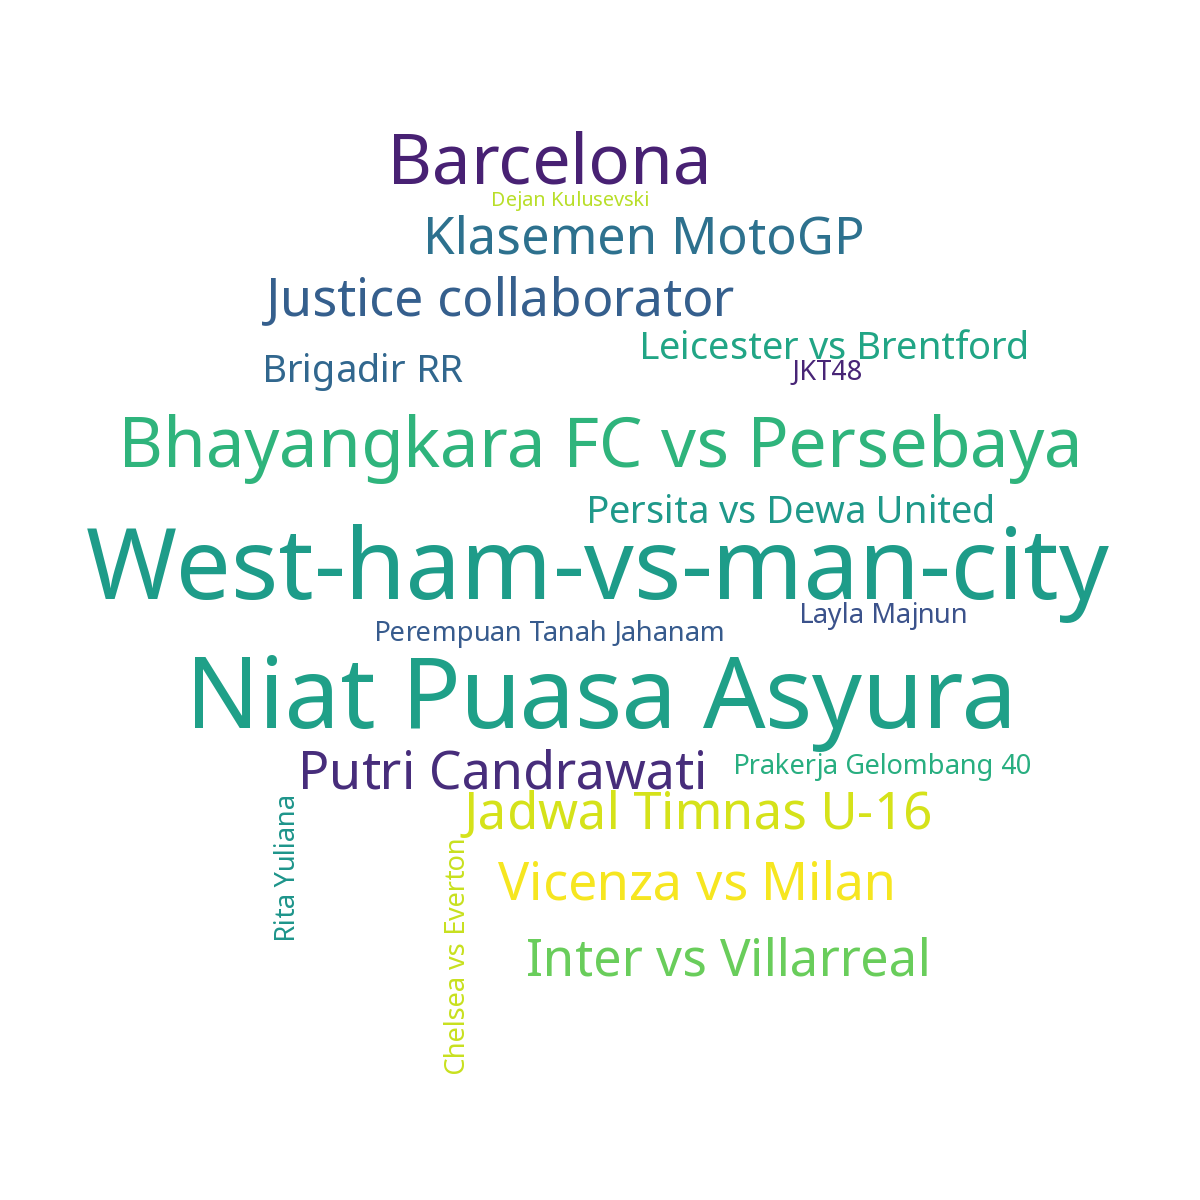 Barcelona
Dejan Kulusevski
Klasemen MotoGP
Justice collaborator
Leicester vs Brentford
Brigadir RR
JKT48
Bhayangkara FC vs Persebaya
Persita vs Dewa United
West-ham-vs-man-city
Layla Majnun
Perempuan Tanah Jahanam
Niat Puasa Asyura
Putri Candrawati
Prakerja Gelombang 40
Jadwal Timnas U-16
Rita Yuliana
Vicenza vs Milan
Chelsea vs Everton
Inter vs Villarreal